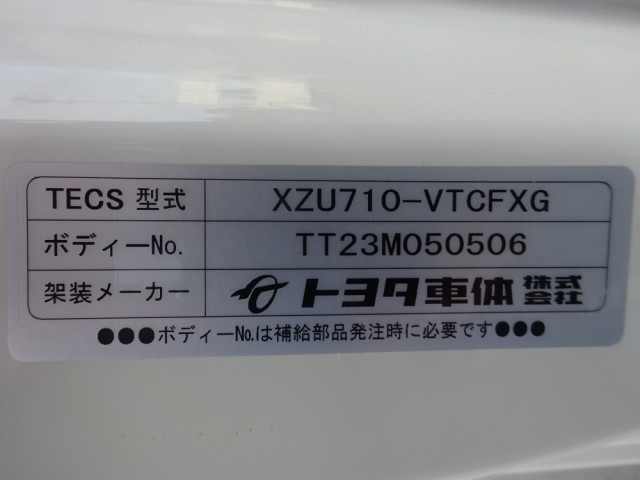 TECS 型式 XZU710-VTCFXG
ボディーNo. TT23M050506
架装メーカー トヨタ車体株式会社
●●●ボディーNo.は補給部品発注時に必要です●●●